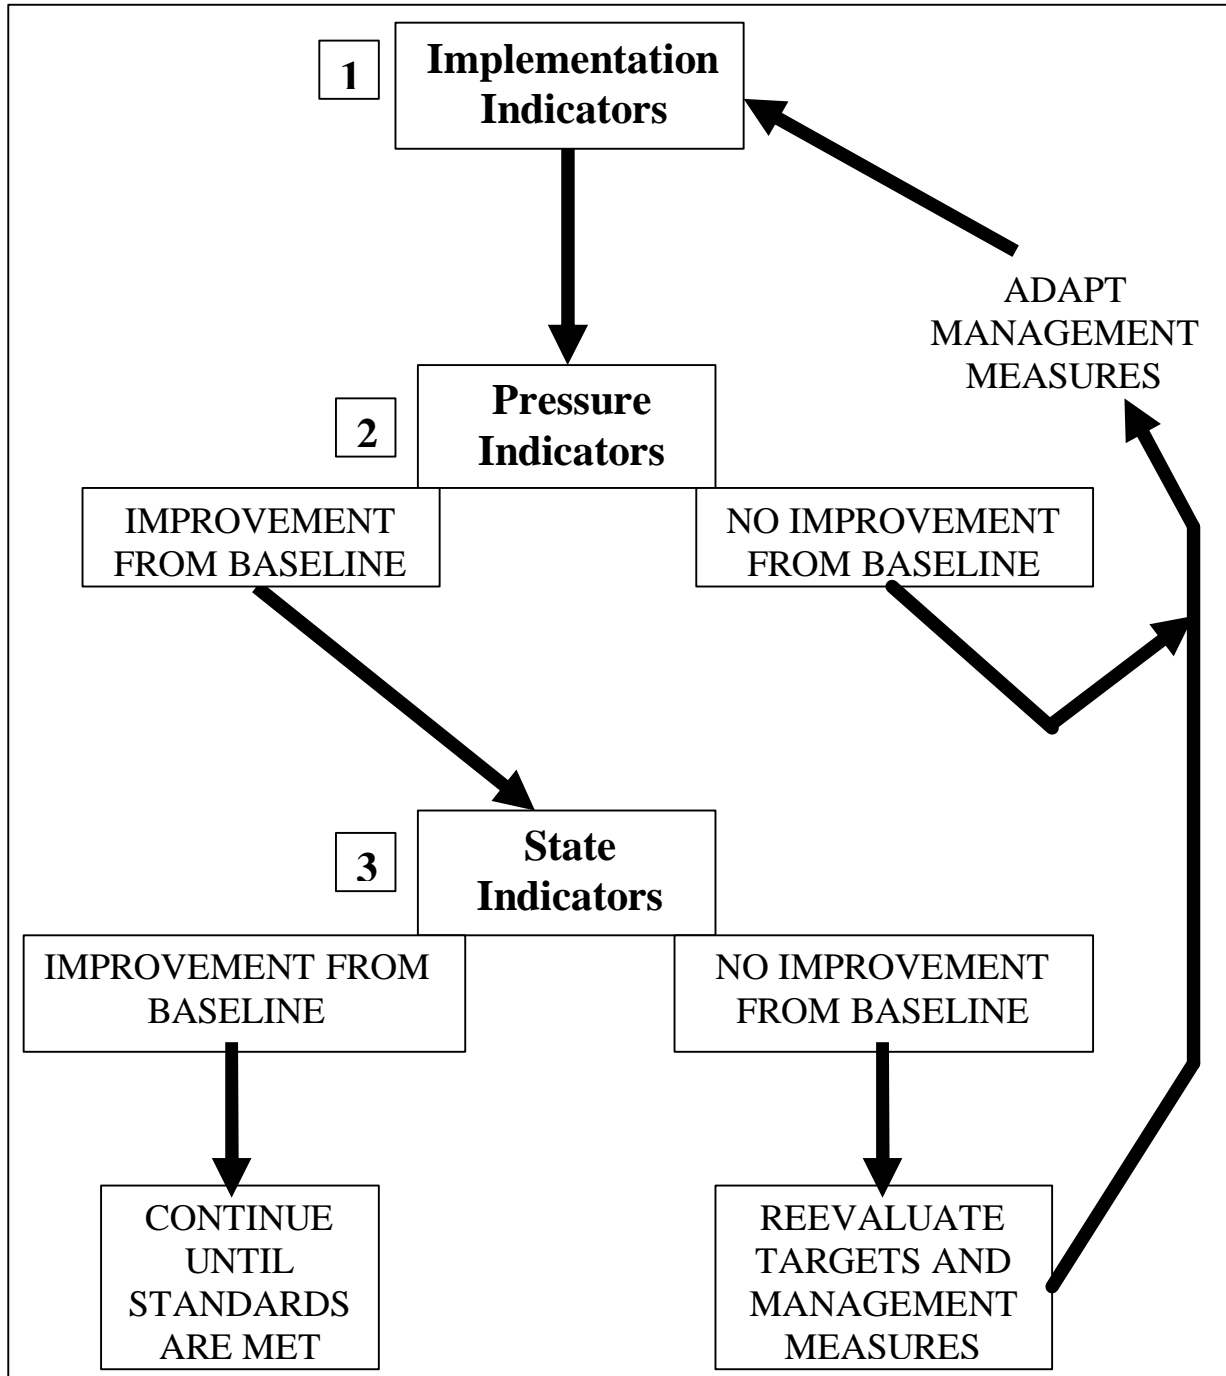 1
Implementation
Indicators
ADAPT
MANAGEMENT
MEASURES
2
Pressure
Indicators
IMPROVEMENT
FROM BASELINE
NO IMPROVEMENT
FROM BASELINE
3
State
Indicators
IMPROVEMENT FROM
BASELINE
NO IMPROVEMENT
FROM BASELINE
CONTINUE
UNTIL
STANDARDS
ARE MET
REEVALUATE
TARGETS AND
MANAGEMENT
MEASURES